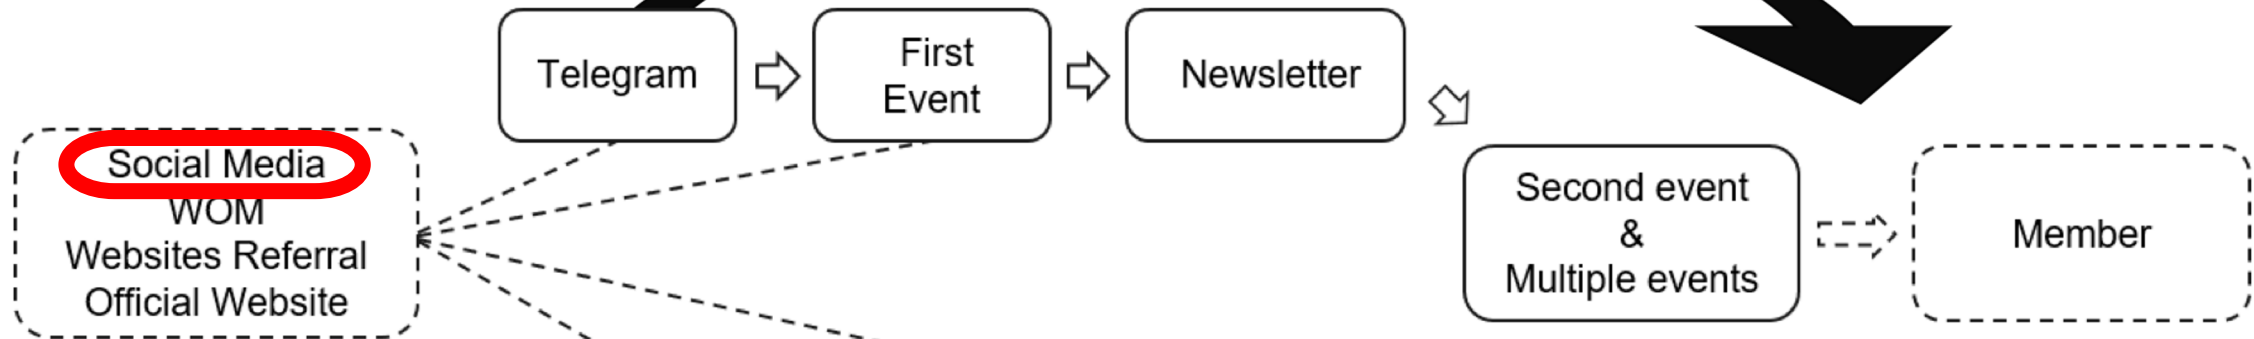 Telegram
First
Event
Newsletter
Social Media
WOM
Websites Referral
Official Website
Second event
&
Multiple events
Member